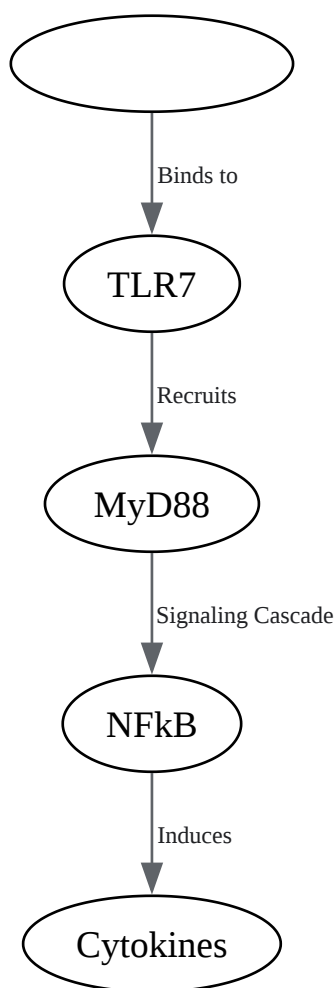 Binds to
TLR7
Recruits
MyD88
Signaling Cascade
NFkB
Induces
Cytokines